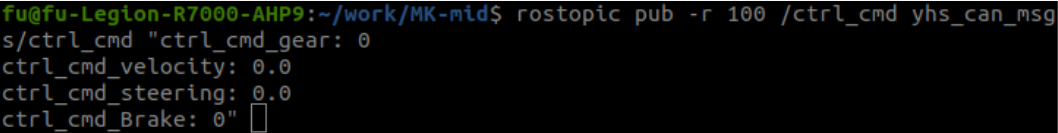 fu@fu-Legion-R7000-AHP9:~/work/MK-mid$ rostopic pub -r 100 /ctrl_cmd yhs_can_msg
s/ctrl_cmd "ctrl_cmd_gear: 0
ctrl_cmd_velocity: 0.0
ctrl_cmd_steering: 0.0
ctrl_cmd_Brake: 0"